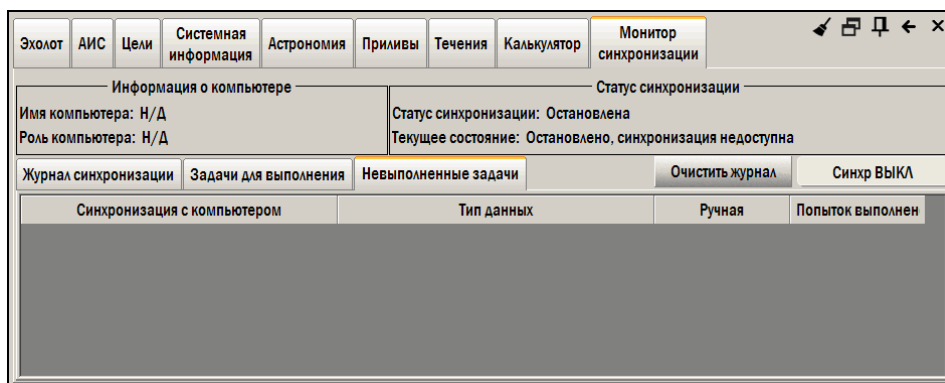 Эхолот АИС Цели Системная информация Астрономия Приливы Течения Калькулятор Монитор синхронизации
Информация о компьютере
Имя компьютера: Н/Д
Роль компьютера: Н/Д
Статус синхронизации
Статус синхронизации: Остановлена
Текущее состояние: Остановлено, синхронизация недоступна
Журнал синхронизации Задачи для выполнения Невыполненные задачи Очистить журнал Синхр ВЫКЛ
Синхронизация с компьютером Тип данных Ручная Попыток выполнен